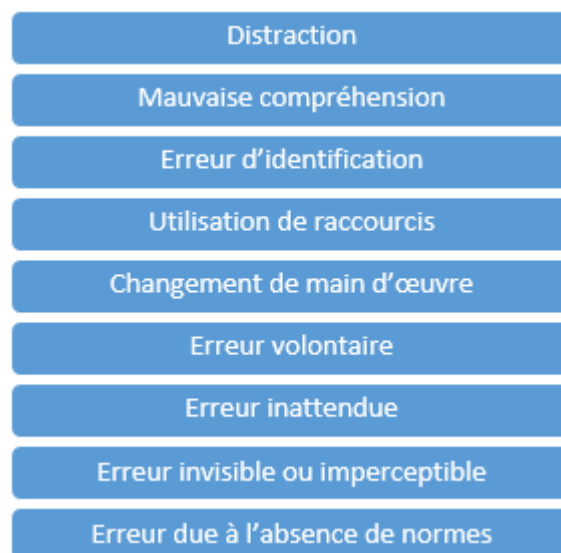 Distraction
Mauvaise compréhension
Erreur d’identification
Utilisation de raccourcis
Changement de main d’œuvre
Erreur volontaire
Erreur inattendue
Erreur invisible ou imperceptible
Erreur due à l’absence de normes